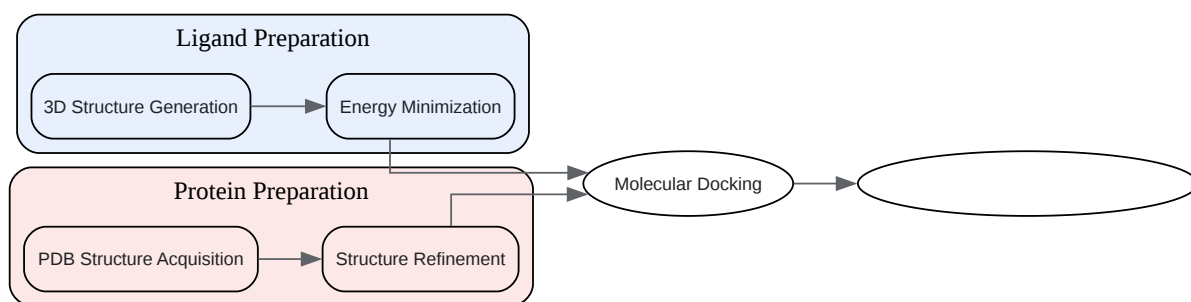 Ligand Preparation
3D Structure Generation
Energy Minimization
Protein Preparation
Molecular Docking
PDB Structure Acquisition
Structure Refinement